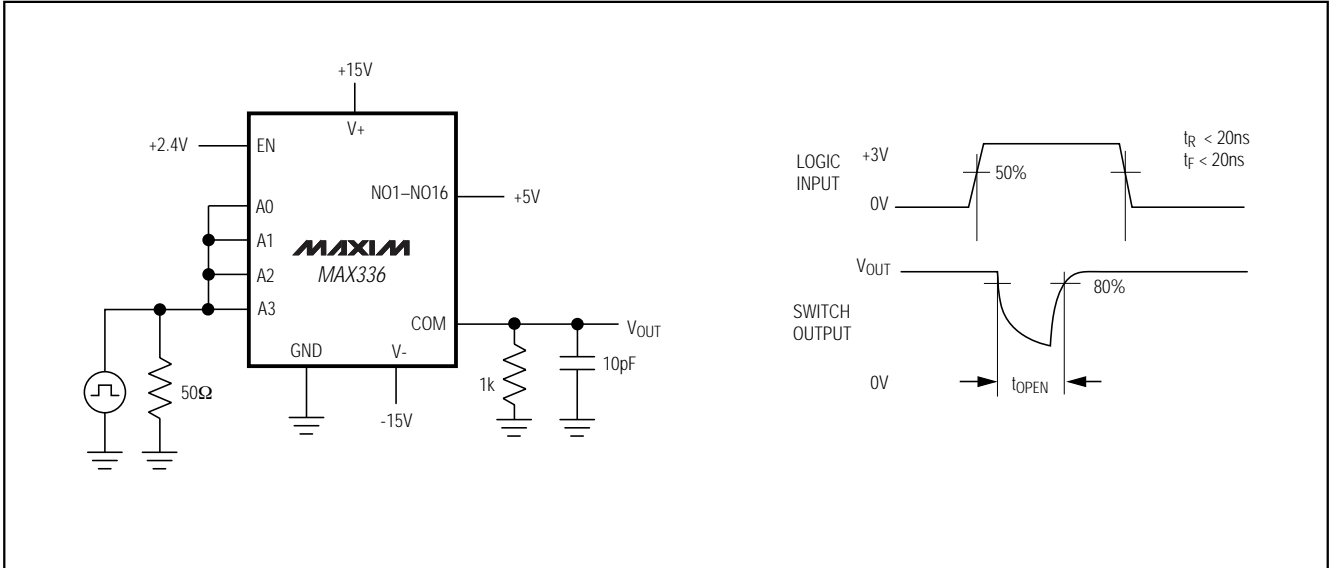 +15V
V+
+2.4V
EN
NO1–NO16
+5V
A0
A1
MAXIM
A2
MAX336
A3
COM
VOUT
GND
V-
50Ω
1k
10pF
-15V
LOGIC
INPUT
+3V
50%
0V
tR < 20ns
tF < 20ns
VOUT
80%
SWITCH
OUTPUT
0V
tOPEN